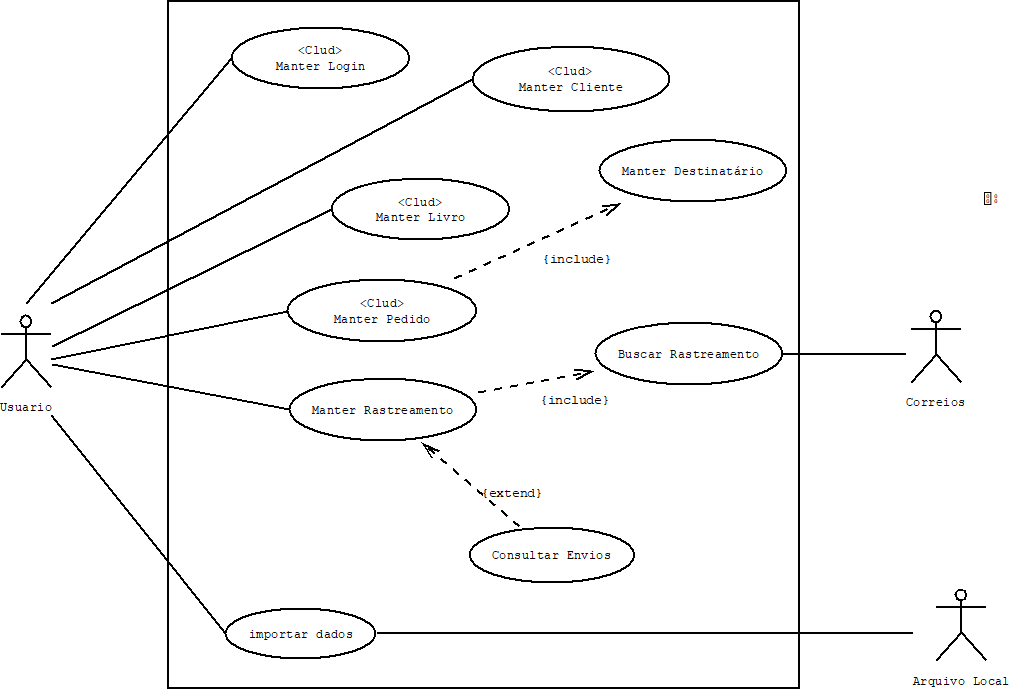 <Clud>
Manter Login
<Clud>
Manter Cliente
Manter Destinatário
<Clud>
Manter Livro
{include}
<Clud>
Manter Pedido
Buscar Rastreamento
{include}
Manter Rastreamento
Usuario
Correios
{extend}
Consultar Envios
importar dados
Arquivo Local